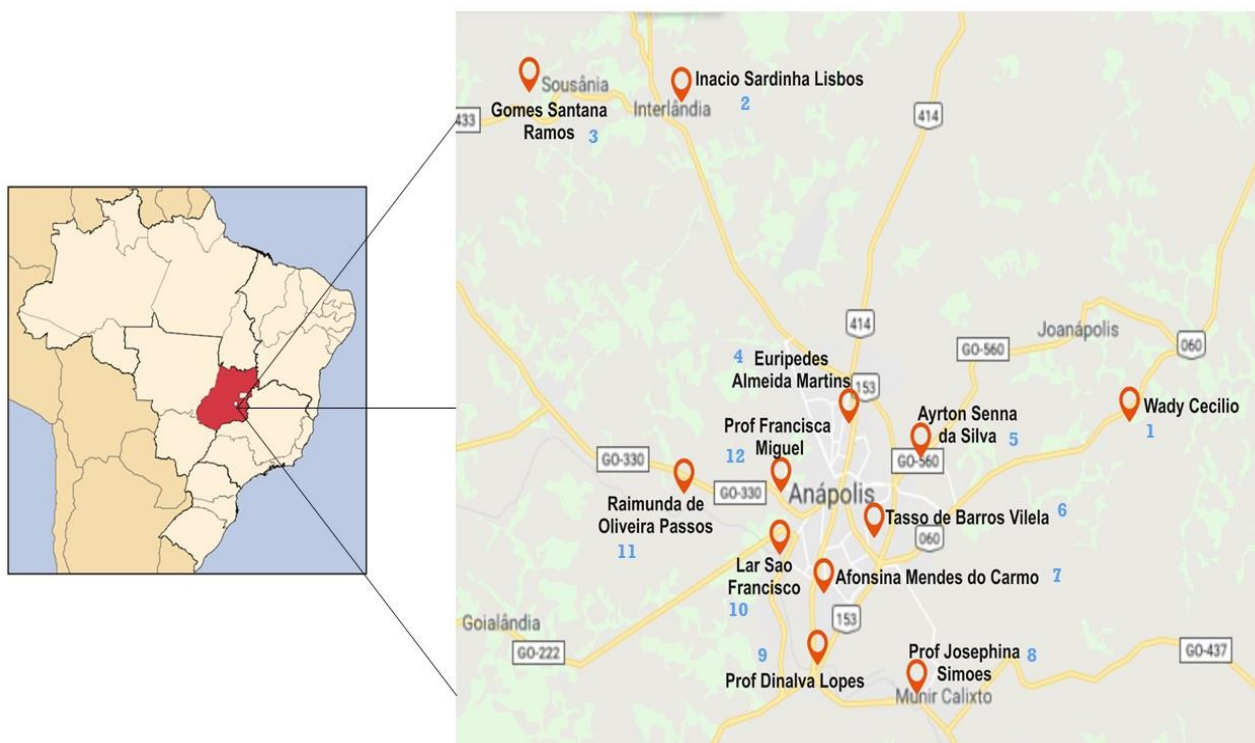 Sousânia
Inacio Sardinha Lisbos
2
Interlândia
Gomes Santana
Ramos
3
433
GO-433
414
Joanápolis
060
GO-560
414
4
Euripedes
Almeida Martins
153
Wady Cecilio
1
Ayrton Senna
da Silva
5
GO-560
Prof Francisca
Miguel
12
GO-330
GO-330
Anápolis
Raimunda de
Oliveira Passos
11
Tasso de Barros Vilela
6
060
Lar Sao
Francisco
10
Afonsina Mendes do Carmo
7
153
Goialândia
GO-222
9
Prof Dinalva Lopes
Prof Josephina
Simoes
8
GO-437
Munir Calixto